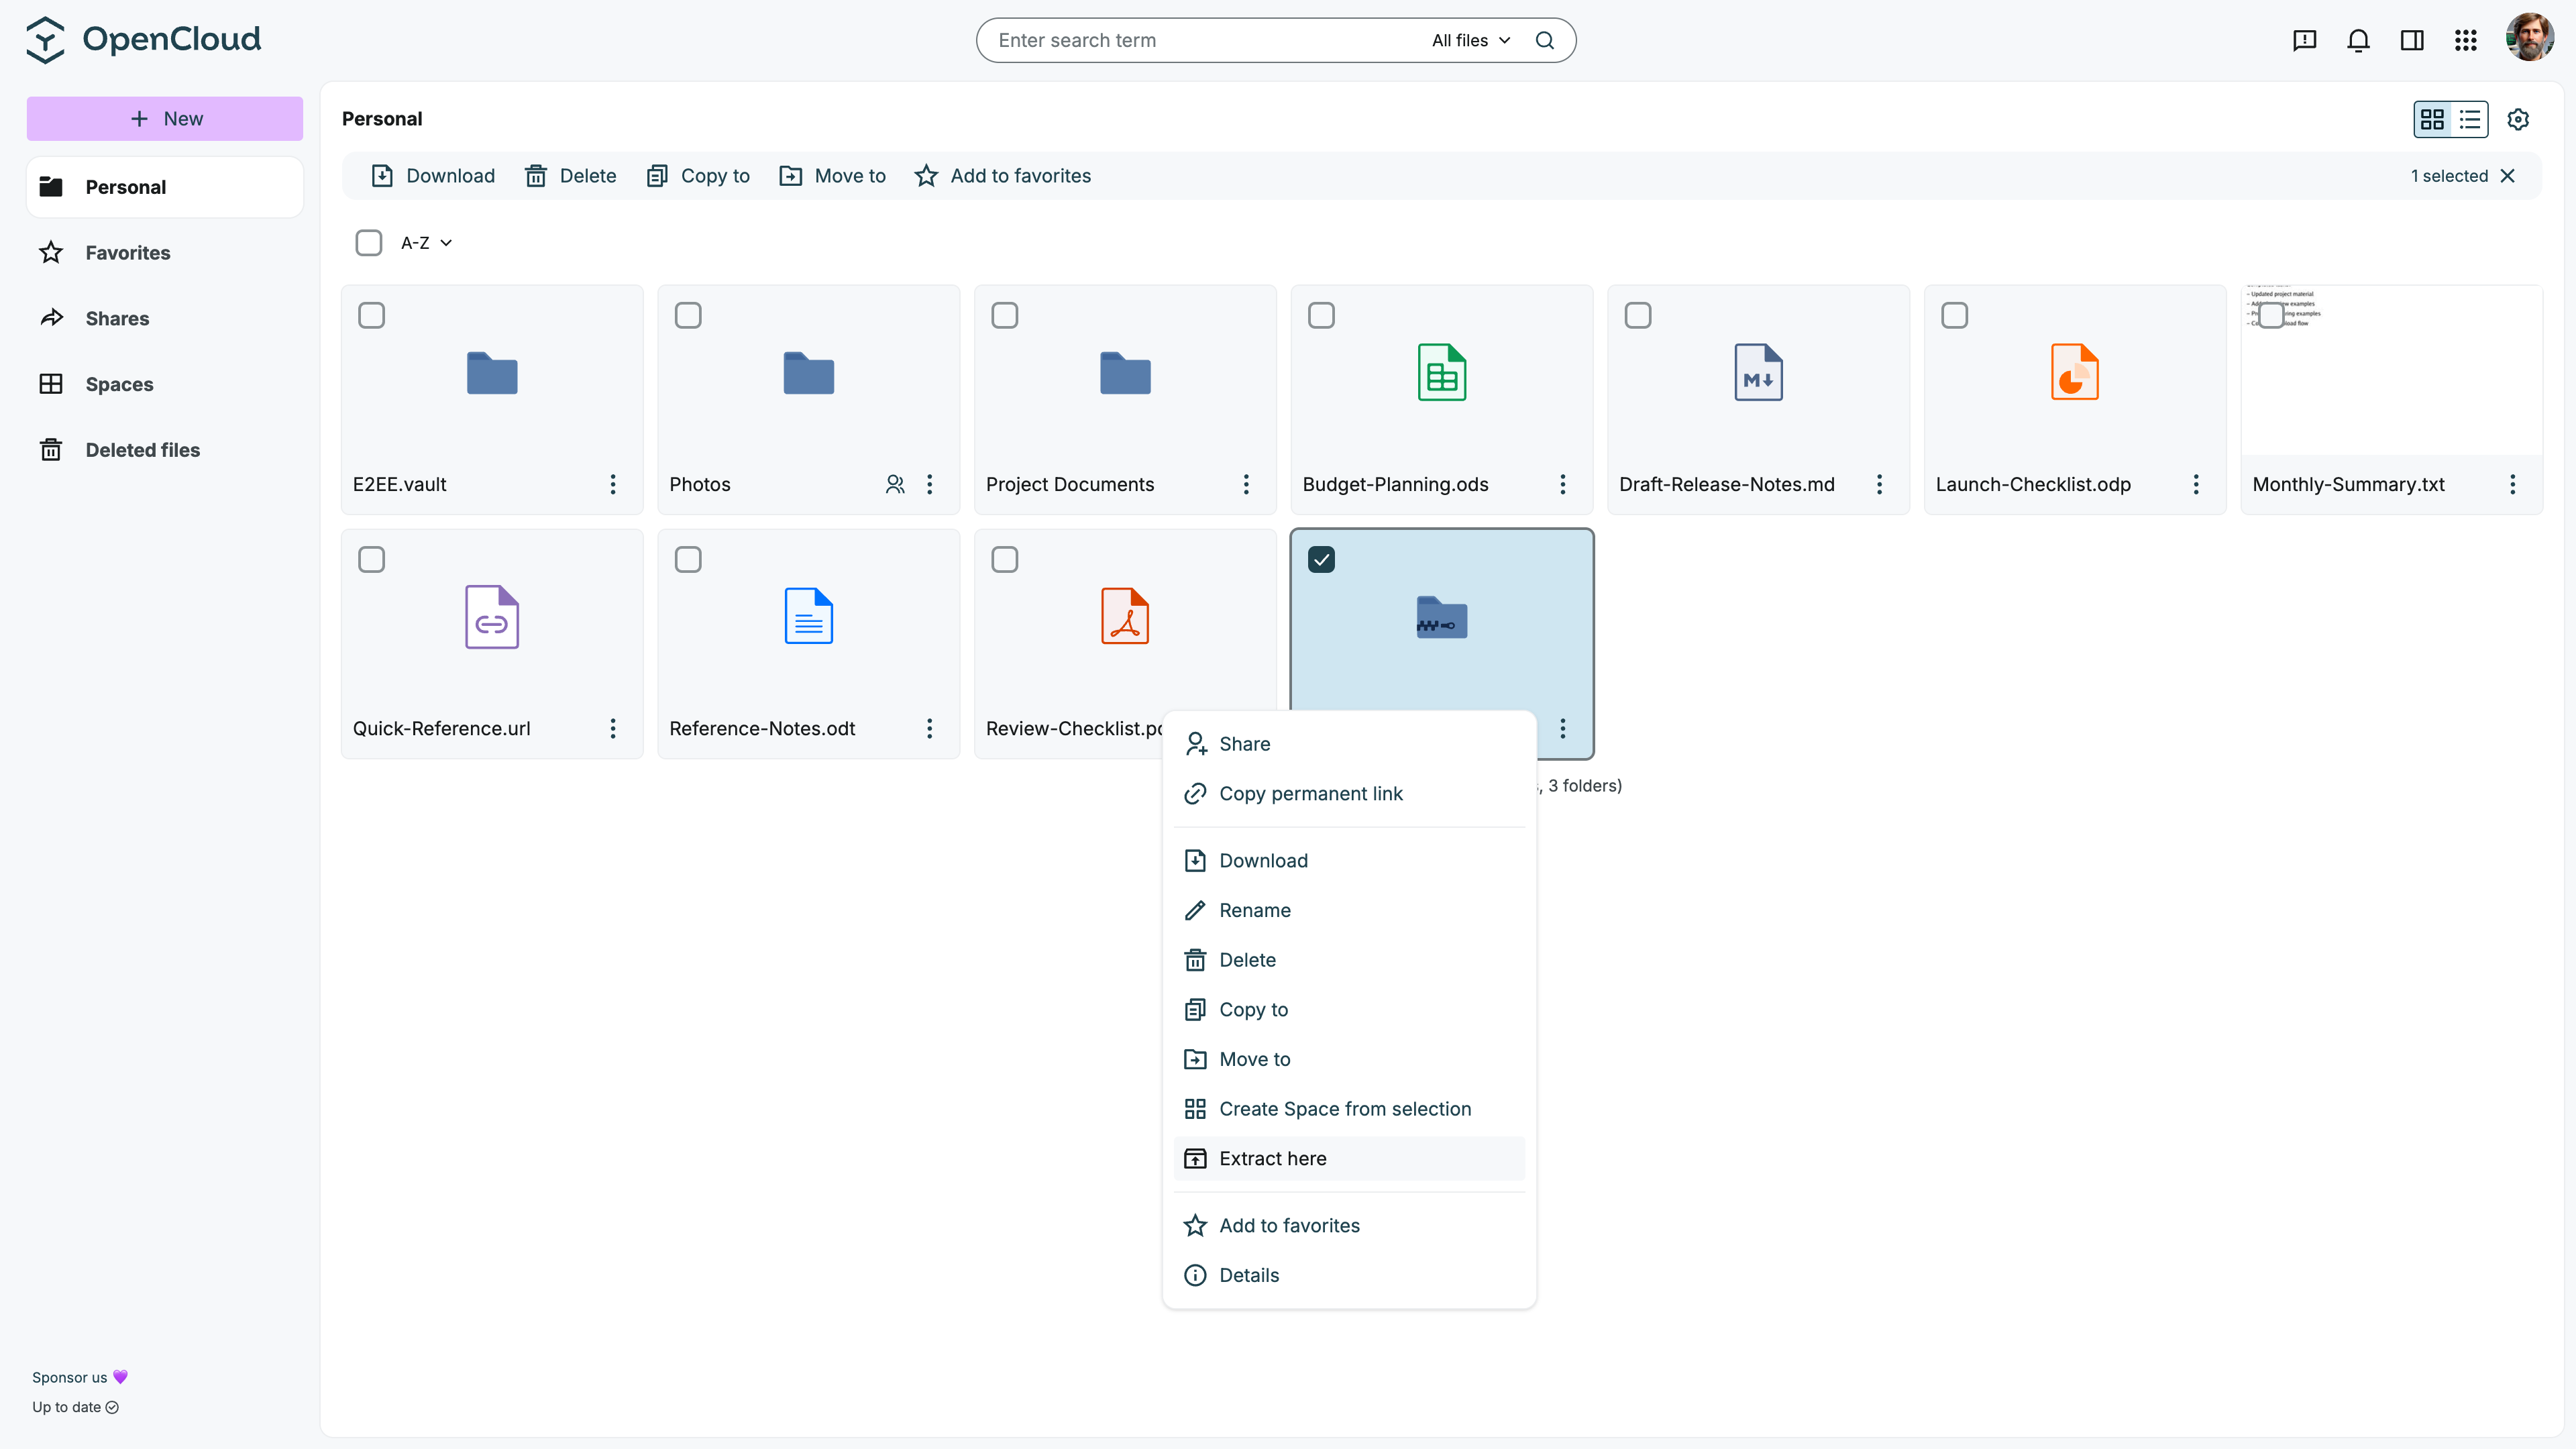 OpenCloud
Enter search term
All files
New
Personal
Favorites
Shares
Spaces
Deleted files
Sponsor us
Up to date
Personal
Download
Delete
Copy to
Move to
Add to favorites
1 selected
A-Z
- Updated project material
E2EE.vault
Photos
Project Documents
Budget-Planning.ods
Draft-Release-Notes.md
Launch-Checklist.odp
Monthly-Summary.txt
Quick-Reference.url
Reference-Notes.odt
Review-Checklist.
, 3 folders)
Share
Copy permanent link
Download
Rename
Delete
Copy to
Move to
Create Space from selection
Extract here
Add to favorites
Details